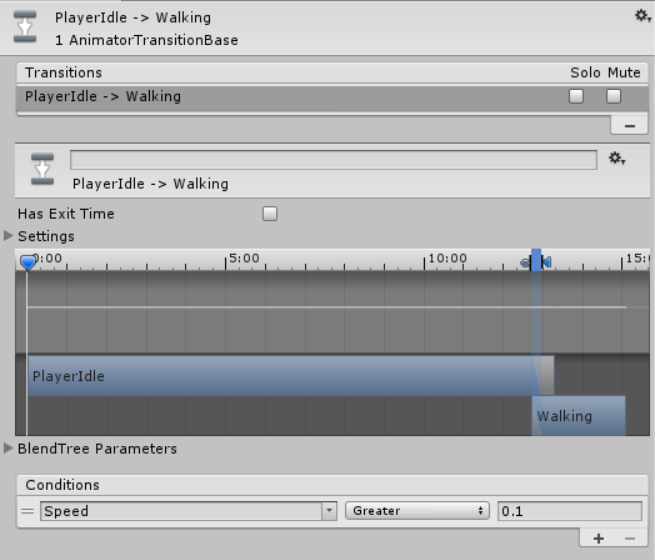 PlayerIdle -> Walking
1 AnimatorTransitionBase
Transitions Solo Mute
PlayerIdle -> Walking
PlayerIdle -> Walking
Has Exit Time
Settings
0:00 5:00 10:00 15:
PlayerIdle
Walking
BlendTree Parameters
Conditions
Speed Greater 0.1